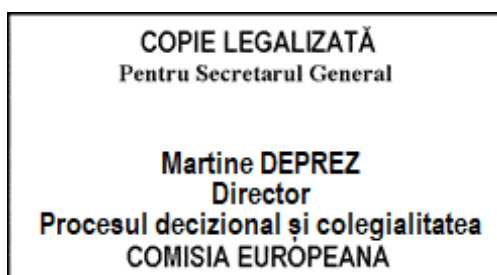 COPIE LEGALIZATĂ
Pentru Secretarul General
Martine DEPREZ
Director
Procesul decizional și colegialitatea
COMISIA EUROPEANA